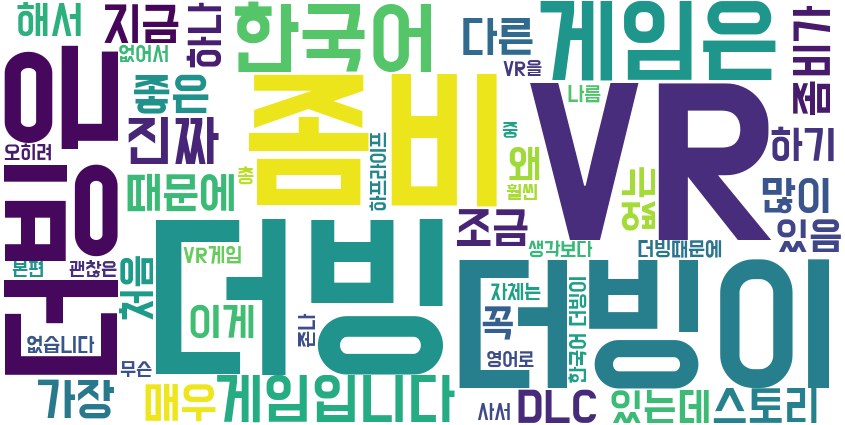 해서
지금
없어서
하나
한국어
다른
VR을
게임은
좀비가
일반
좋은
오히려
진짜
좀비
하프라이프
총
중
나름
VR
왜
훨씬
없는
하기
많이
있음
때문에
조금
생각보다
더빙때문에
본편
괜찮은
처음
VR게임
이게
더빙
존나
없습니다
무슨
자체는
꼭
영어로
한국어 더빙이
더빙이
가장
매우
게임입니다
사서
DLC
있는데
스토리